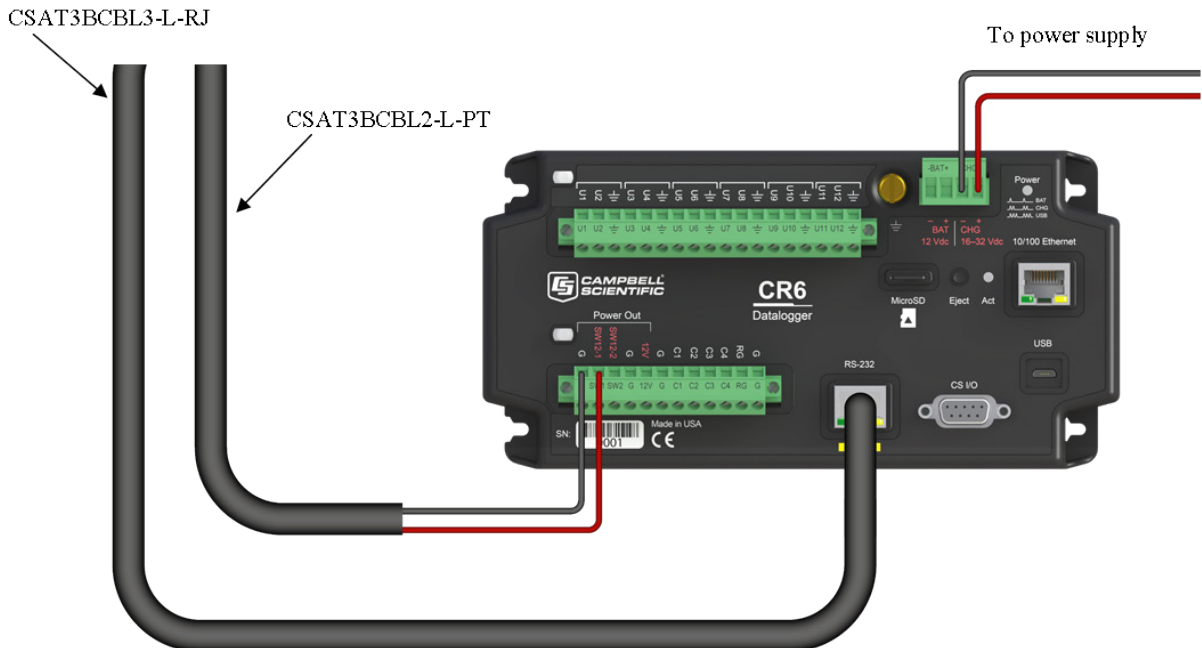 CSAT3BCBL3-L-RJ
To power supply
CSAT3BCBL2-L-PT
-BAT+
Power
BAT
CHG
USB
U1 U2 U3 U4 U5 U6 U7 U8 U9 U10 U11 U12
U1 U2 U3 U4 U5 U6 U7 U8 U9 U10 U11 U12
- + - +
BAT CHG
12 Vdc 16–32 Vdc
10/100 Ethernet
CAMPBELL
SCIENTIFIC
CR6
Datalogger
MicroSD Eject Act
Power Out
USB
G SW12-1 SW12-2 G 12V G C1 C2 C3 C4 RG G
RS-232
CS I/O
SW2 G 12V G C1 C2 C3 C4 RG G
Made in USA
SN:
CE